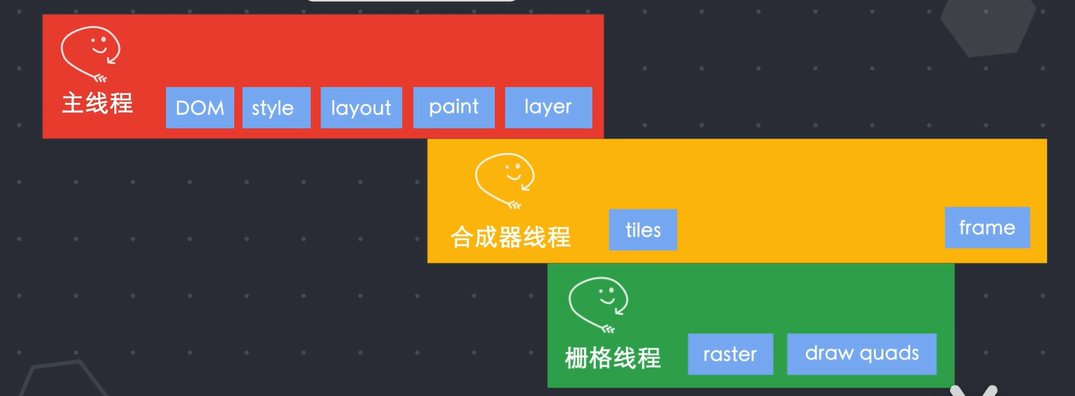 主线程
DOM
style
layout
paint
layer
合成器线程
tiles
frame
栅格线程
raster
draw quads